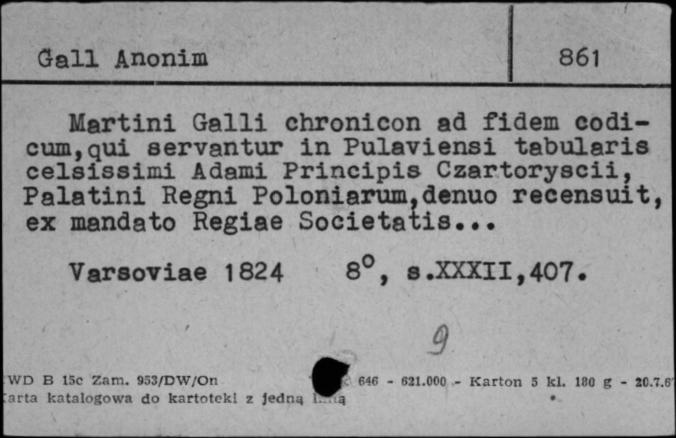 Gall Anonim 861
Martini Galli chronicon ad fidem codi-
cum,qui servantur in Pulaviensi tabularis
celsissimi Adami Principis Czartoryscii,
Palatini Regni Poloniarum,denuo recensuit,
ex mandato Regiae Societatis...
Varsoviae 1824 8°, s.XXXII,407.
9
WD B 15c Zam. 953/DW/On 646 - 621.000 - Karton 5 kl. 180 g - 20.7.6
arta katalogowa do kartoteki z jedną